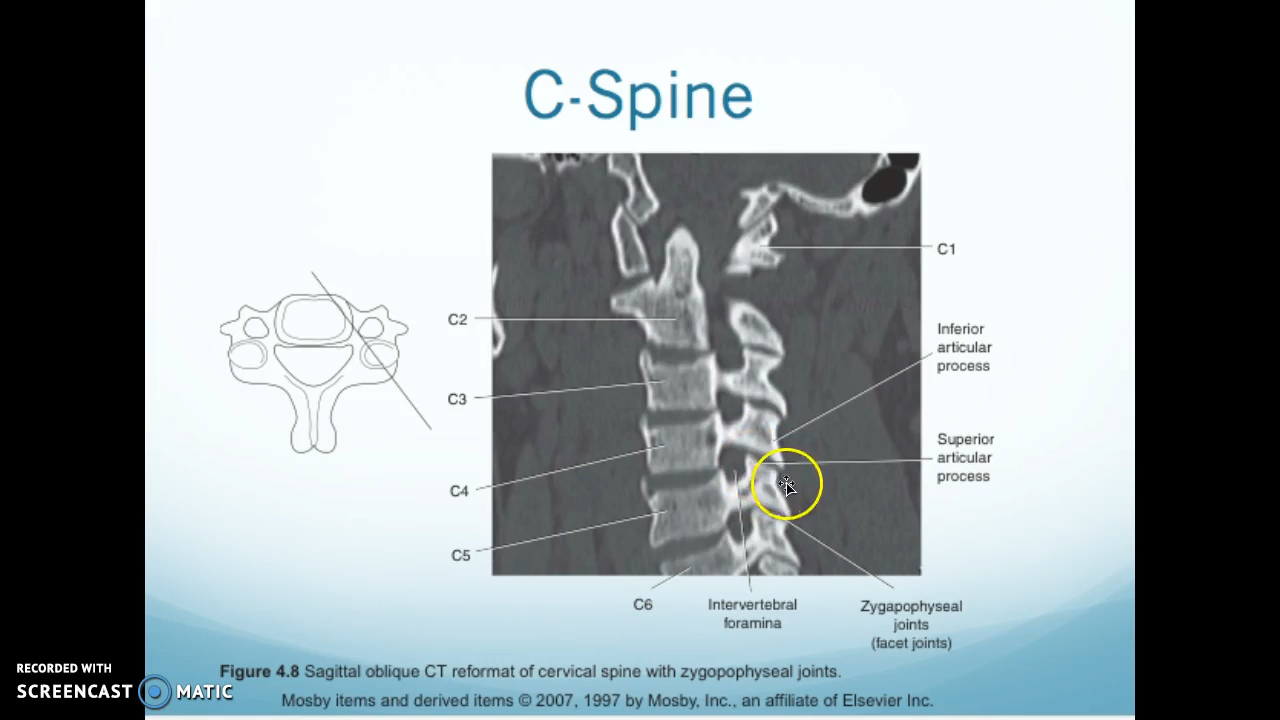 C-Spine
C1
C2
Inferior
articular
process
C3
Superior
articular
process
C4
C5
C6
Intervertebral
foramina
Zygapophyseal
joints
(facet joints)
Figure 4.8 Sagittal oblique CT reformat of cervical spine with zygopophyseal joints.
Mosby items and derived items © 2007, 1997 by Mosby, Inc., an affiliate of Elsevier Inc.
RECORDED WITH
SCREENCAST MATIC